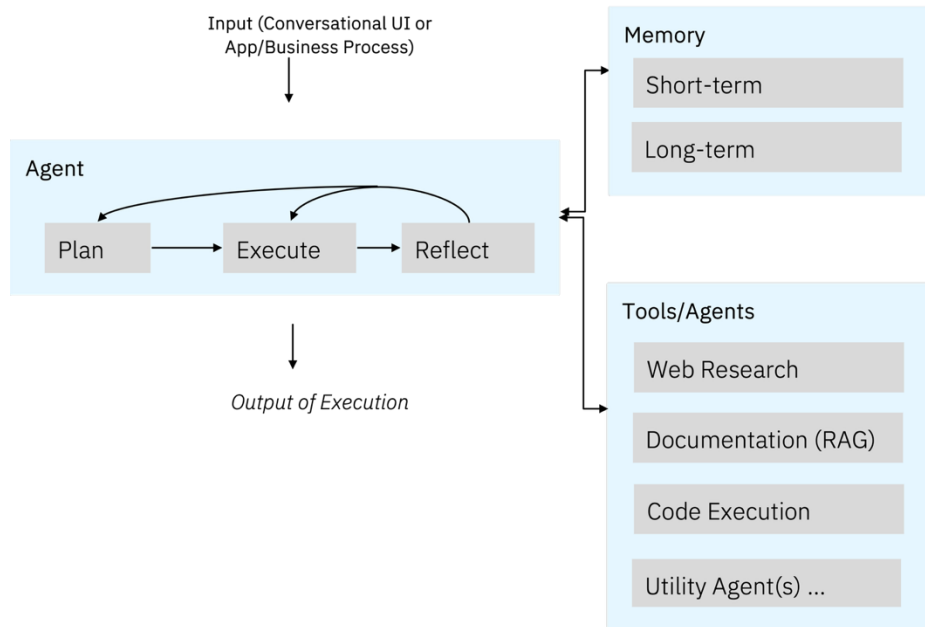 Input (Conversational UI or
App/Business Process)
Agent
Plan
Execute
Reflect
Output of Execution
Memory
Short-term
Long-term
Tools/Agents
Web Research
Documentation (RAG)
Code Execution
Utility Agent(s) ...